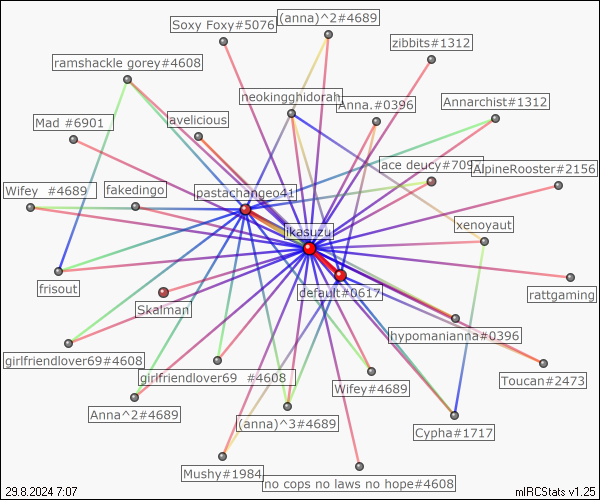 (anna)^2#4689
Soxy Foxy#5076
zibbits#1312
ramshackle gorey#4608
neokingghidorah
Anna.#0396
Annarchist#1312
Mad #6901
avelicious
ace deucy#709
AlpineRooster#2156
Wifey #4689
fakedingo
pastachangeo41
xenoyaut
jikasuzu
frisout
default#0617
rattgaming
Skalman
hypomanianna#0396
girlfriendlover69#4608
girlfriendlover69 #4608
Wifey#4689
Toucan#2473
Anna^2#4689
(anna)^3#4689
Cypha#1717
Mushy#1984
no cops no laws no hope#4608
29.8.2024 7:07
mIRCStats v1.25